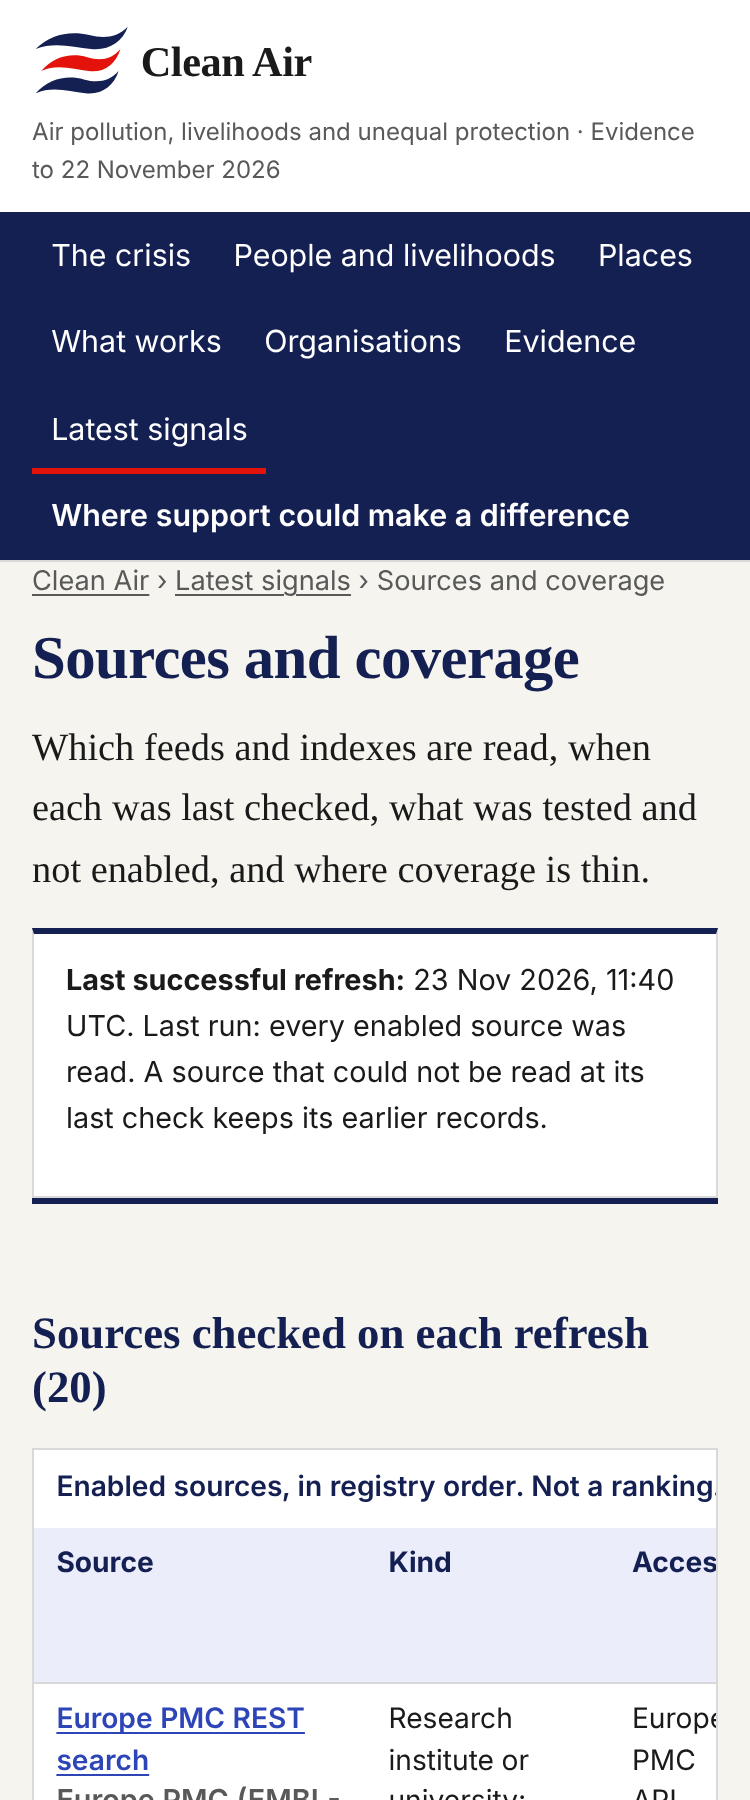 Clean Air
Air pollution, livelihoods and unequal protection · Evidence
to 22 November 2026
The crisis People and livelihoods Places
What works Organisations Evidence
Latest signals
Where support could make a difference
Clean Air › Latest signals › Sources and coverage
Sources and coverage
Which feeds and indexes are read, when
each was last checked, what was tested and
not enabled, and where coverage is thin.
Last successful refresh: 23 Nov 2026, 11:40
UTC. Last run: every enabled source was
read. A source that could not be read at its
last check keeps its earlier records.
Sources checked on each refresh
(20)
Enabled sources, in registry order. Not a ranking.
Source Kind Acces
Europe PMC REST Research Europe
search institute or PMC
Europe PMC (EMBL- university; API